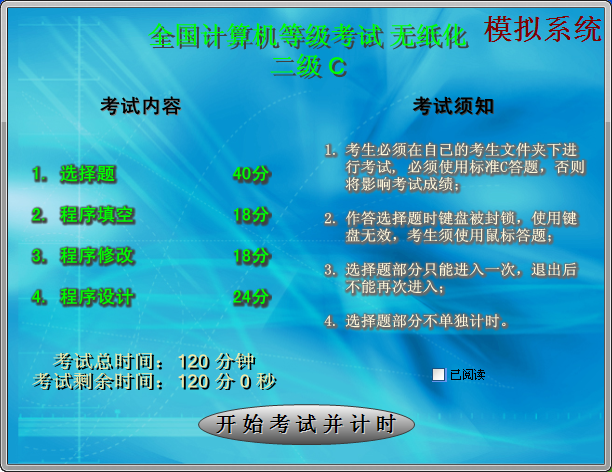 全国计算机等级考试 无纸化
模拟系统
二级 C
考试内容
1. 选择题 40分
2. 程序填空 18分
3. 程序修改 18分
4. 程序设计 24分
考试总时间： 120 分钟
考试剩余时间： 120 分 0 秒
考试须知
1. 考生必须在自已的考生文件夹下进
行考试, 必须使用标准C答题，否则
将影响考试成绩；
2. 作答选择题时键盘被封锁，使用键
盘无效，考生须使用鼠标答题；
3. 选择题部分只能进入一次，退出后
不能再次进入；
4. 选择题部分不单独计时。
已阅读
开始考试并计时